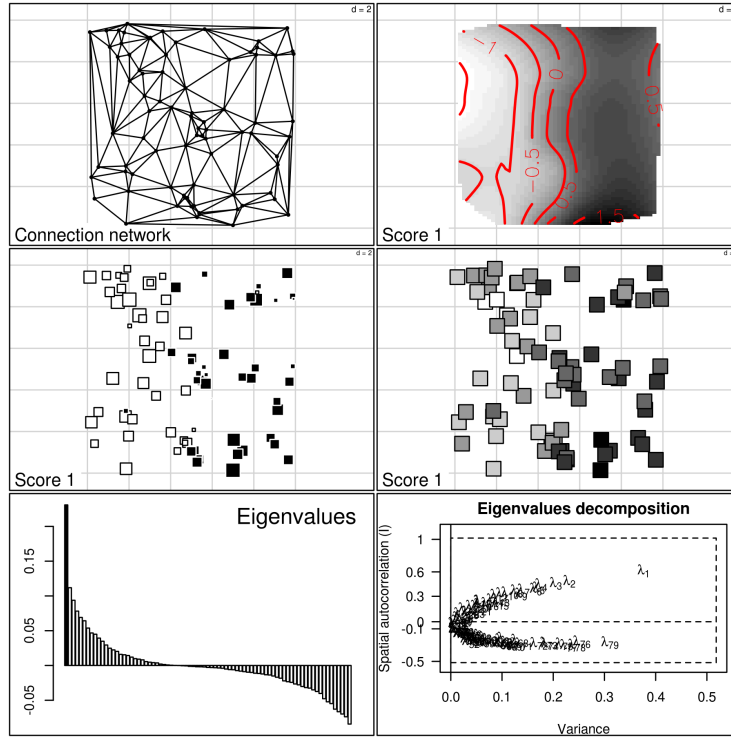 d = 2
Connection network
d = 2
-1
0
-0.5
0.5
0.5
1.5
Score 1
d = 2
Score 1
d =
Score 1
Eigenvalues
0.15
0.05
-0.05
Eigenvalues decomposition
Spatial autocorrelation (I)
1
0.6
0.3
0
-0.1
-0.5
λ1
λ2
λ3
λ76
λ79
0.0 0.1 0.2 0.3 0.4 0.5
Variance